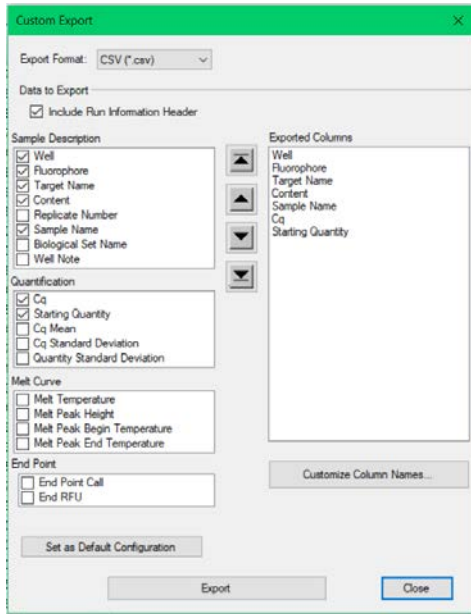 Custom Export
Export Format: CSV (*.csv)
Data to Export
Include Run Information Header
Sample Description
Well
Fluorophore
Target Name
Content
Replicate Number
Sample Name
Biological Set Name
Well Note
Quantification
Cq
Starting Quantity
Cq Mean
Cq Standard Deviation
Quantity Standard Deviation
Melt Curve
Melt Temperature
Melt Peak Height
Melt Peak Begin Temperature
Melt Peak End Temperature
End Point
End Point Call
End RFU
Exported Columns
Well
Fluorophore
Target Name
Content
Sample Name
Cq
Starting Quantity
Customize Column Names...
Set as Default Configuration
Export
Close